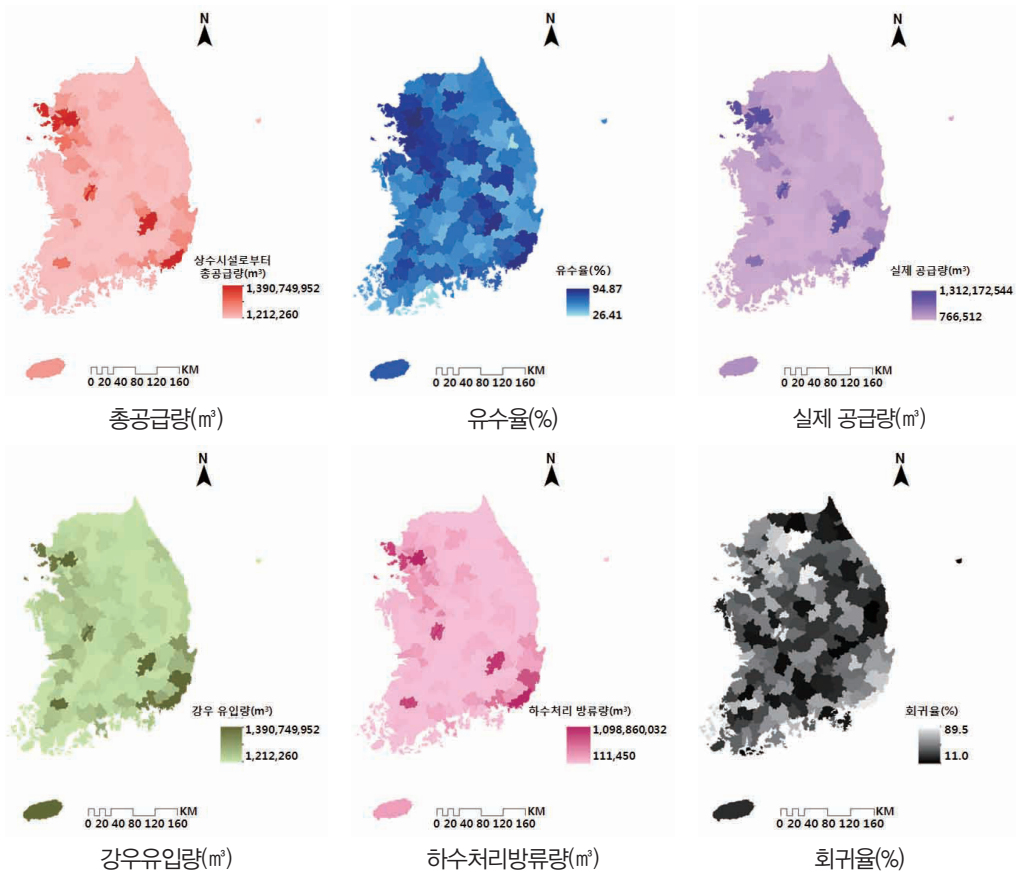 N
N
N
상수시설로부터
총공급량(m³)
1,390,749,952
1,212,260
유수율(%)
94.87
26.41
실제 공급량(m³)
1,312,172,544
766,512
KM
0 20 40 80 120 160
KM
0 20 40 80 120 160
KM
0 20 40 80 120 160
총공급량(㎥)
유수율(%)
실제 공급량(㎥)
N
N
강우 유입량(m³)
1,390,749,952
1,212,260
하수처리 방류량(m³)
1,098,860,032
111,450
회귀율(%)
89.5
11.0
KM
0 20 40 80 120 160
KM
0 20 40 80 120 160
KM
0 20 40 80 120 160
강우유입량(㎥)
하수처리방류량(㎥)
회귀율(%)